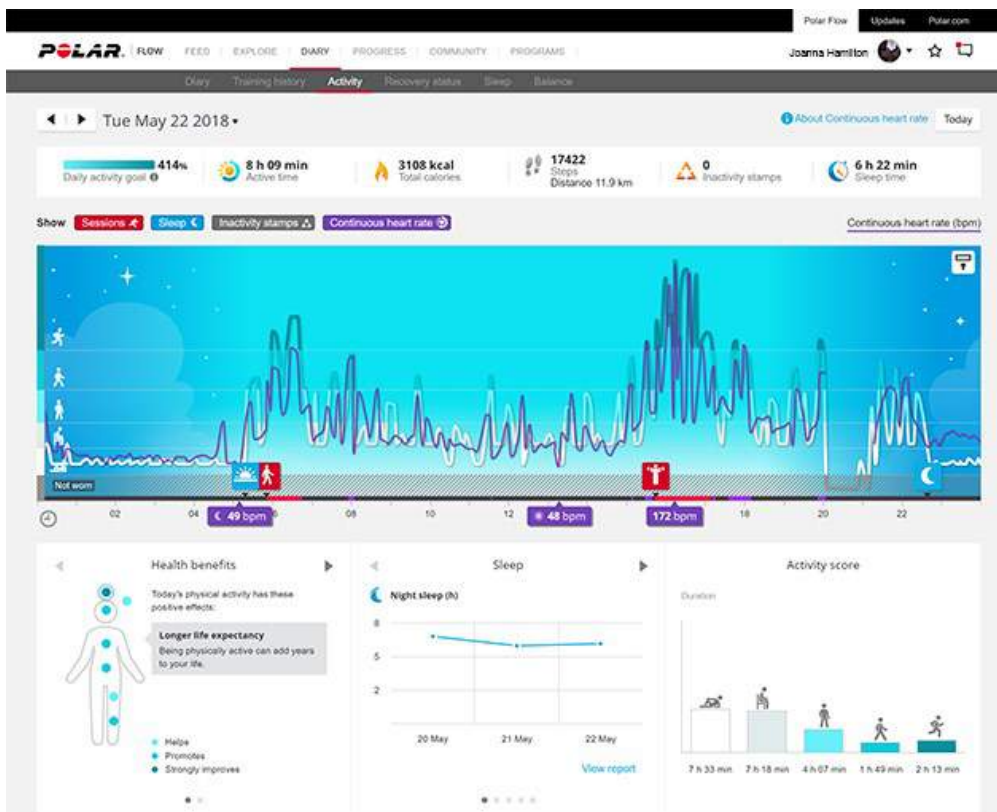 Polar Flow Updates Polar.com
POLAR. FLOW FEED EXPLORE DIARY PROGRESS COMMUNITY PROGRAMS Joanna Hamilton
Diary Training history Activity Recovery status Sleep Balance
Tue May 22 2018 About Continuous heart rate Today
414% 8 h 09 min 3108 kcal 17422 0 6 h 22 min
Daily activity goal Active time Total calories Steps Inactivity stamps Sleep time
Distance 11.9 km
Show Sessions Sleep Inactivity stamps Continuous heart rate Continuous heart rate (bpm)
Not worn
02 04 6 08 10 12 16 20 22
49 bpm 48 bpm 172 bpm
Health benefits Sleep Activity score
Today's physical activity has these
positive effects:
Longer life expectancy
Being physically active can add years
to your life.
Helps
Promotes
Strongly improves
Night sleep (h)
8
5
2
20 May 21 May 22 May
View report
Duration
7 h 33 min 7 h 18 min 4 h 07 min 1 h 49 min 2 h 13 min